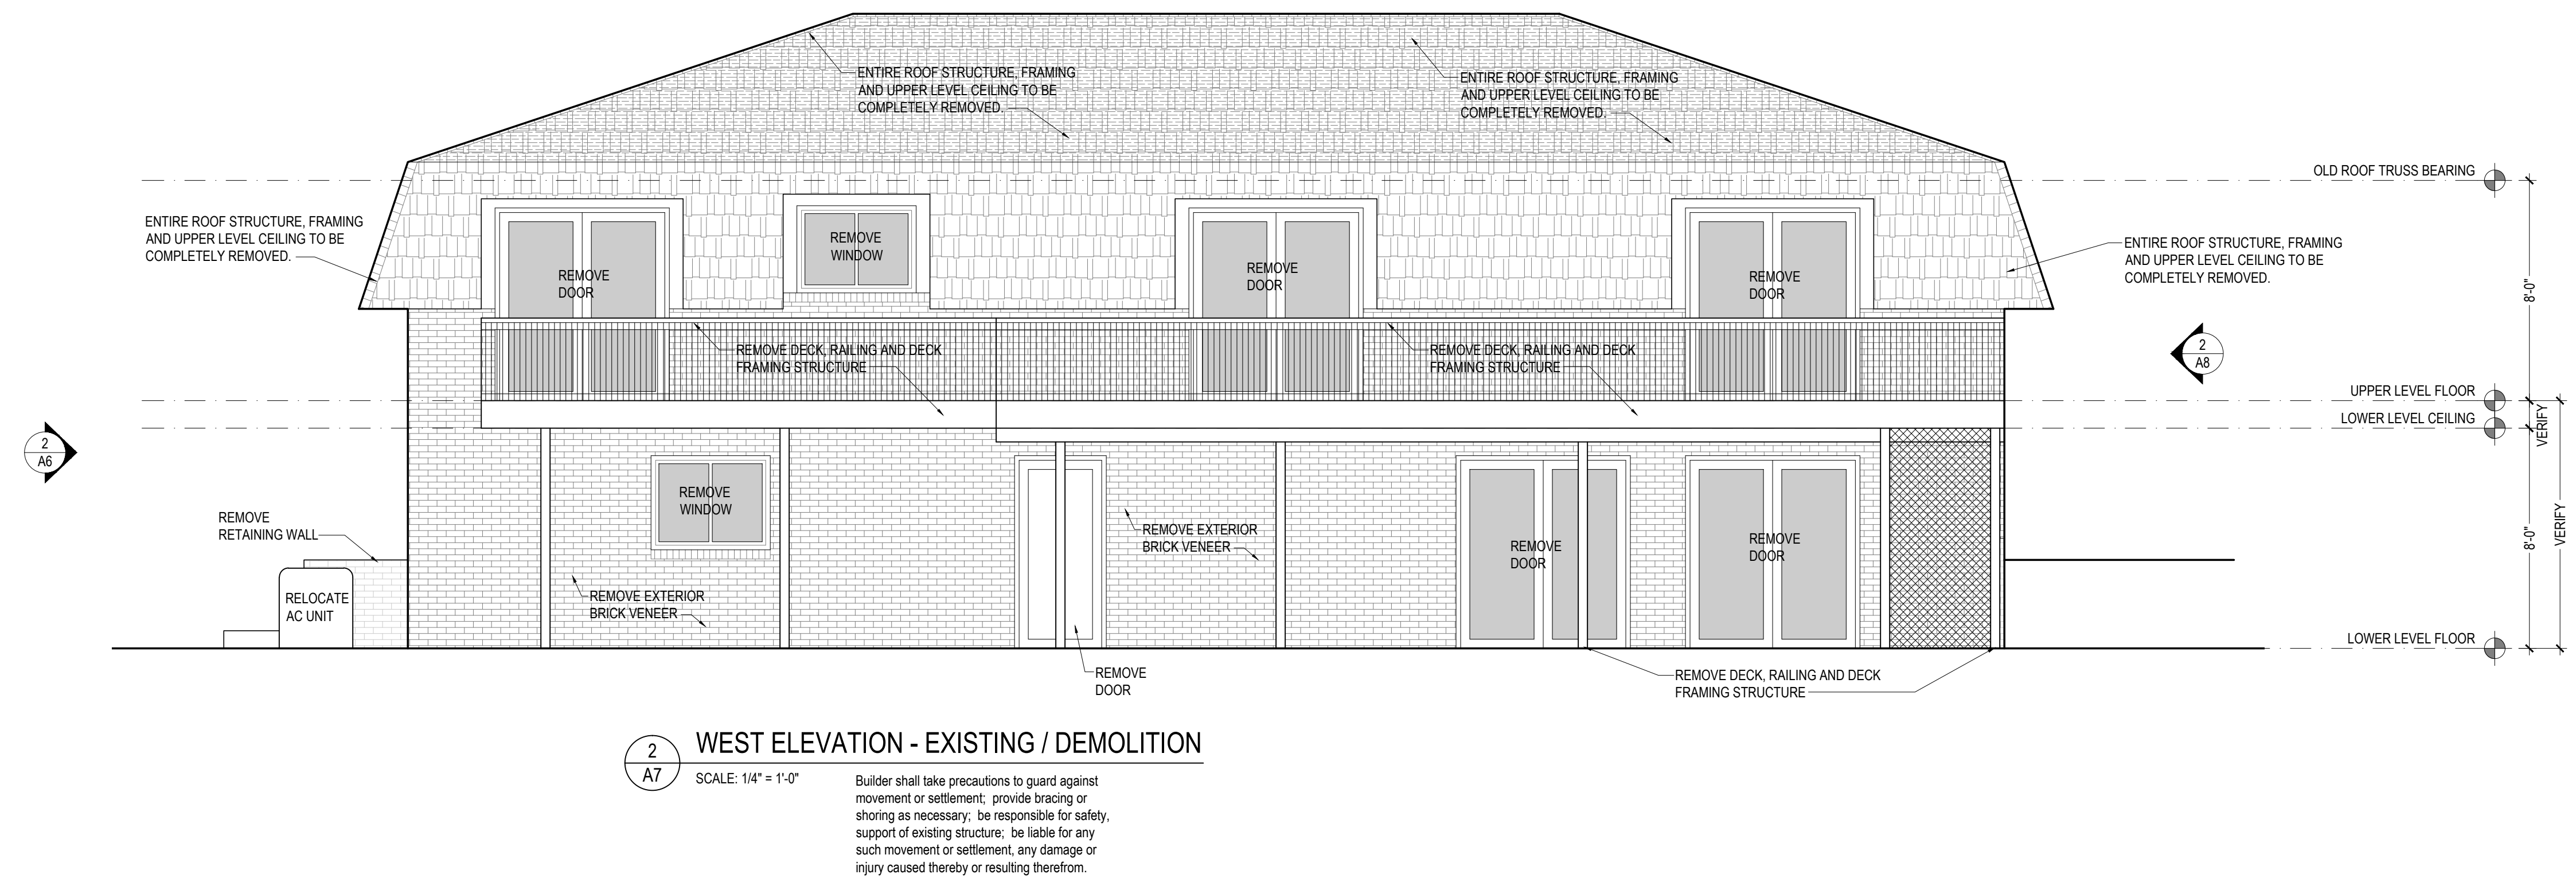 ENTIRE ROOF STRUCTURE, FRAMING
AND UPPER LEVEL CEILING TO BE
COMPLETELY REMOVED.
ENTIRE ROOF STRUCTURE, FRAMING
AND UPPER LEVEL CEILING TO BE
COMPLETELY REMOVED.
OLD ROOF TRUSS BEARING
ENTIRE ROOF STRUCTURE, FRAMING
AND UPPER LEVEL CEILING TO BE
COMPLETELY REMOVED.
REMOVE
WINDOW
REMOVE
DOOR
REMOVE
DOOR
REMOVE
DOOR
ENTIRE ROOF STRUCTURE, FRAMING
AND UPPER LEVEL CEILING TO BE
COMPLETELY REMOVED.
8'-0"
REMOVE DECK, RAILING AND DECK
FRAMING STRUCTURE
REMOVE DECK, RAILING AND DECK
FRAMING STRUCTURE
2
A8
UPPER LEVEL FLOOR
LOWER LEVEL CEILING
VERIFY
2
A6
REMOVE
WINDOW
REMOVE
RETAINING WALL
REMOVE EXTERIOR
BRICK VENEER
REMOVE
DOOR
REMOVE
DOOR
8'-0"
VERIFY
RELOCATE
AC UNIT
REMOVE EXTERIOR
BRICK VENEER
LOWER LEVEL FLOOR
REMOVE
DOOR
REMOVE DECK, RAILING AND DECK
FRAMING STRUCTURE
2
A7
WEST ELEVATION - EXISTING / DEMOLITION
SCALE: 1/4" = 1'-0"
Builder shall take precautions to guard against
movement or settlement; provide bracing or
shoring as necessary; be responsible for safety,
support of existing structure; be liable for any
such movement or settlement, any damage or
injury caused thereby or resulting therefrom.